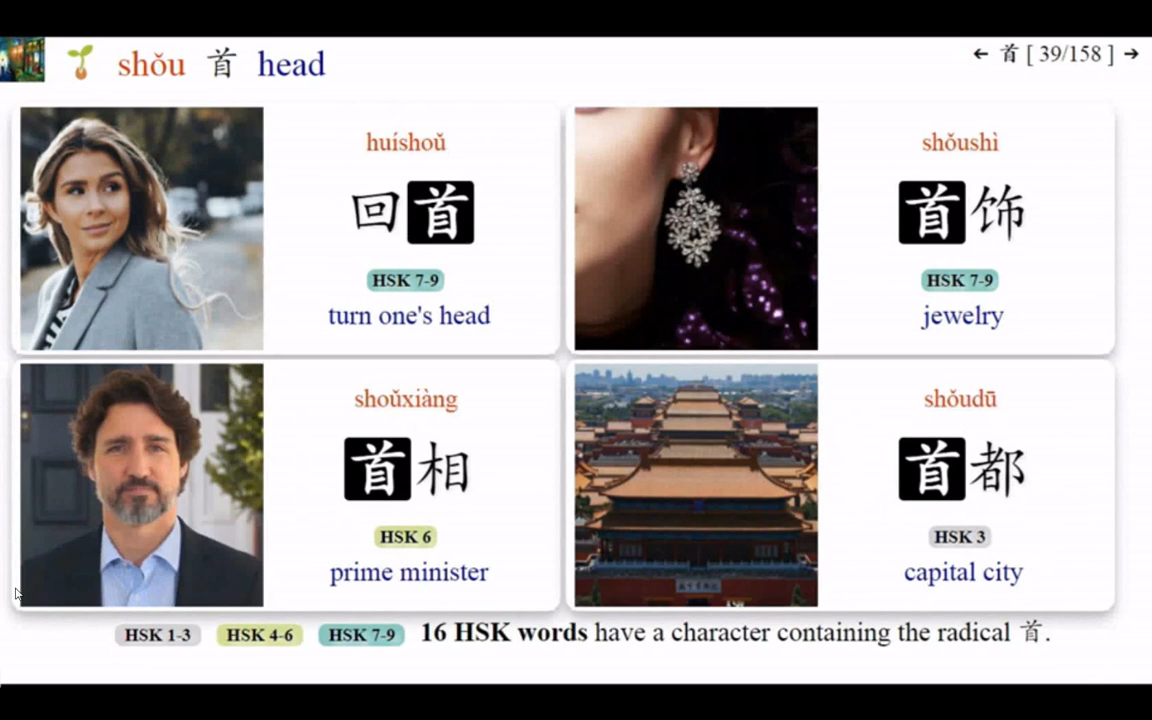 shǒu 首 head
← 首 [ 39/158 ] →
huíshoǔ
回首
HSK 7-9
turn one's head
shǒushì
首饰
HSK 7-9
jewelry
shoǔxiàng
首相
HSK 6
prime minister
shǒudū
首都
HSK 3
capital city
HSK 1-3 HSK 4-6 HSK 7-9 16 HSK words have a character containing the radical 首.